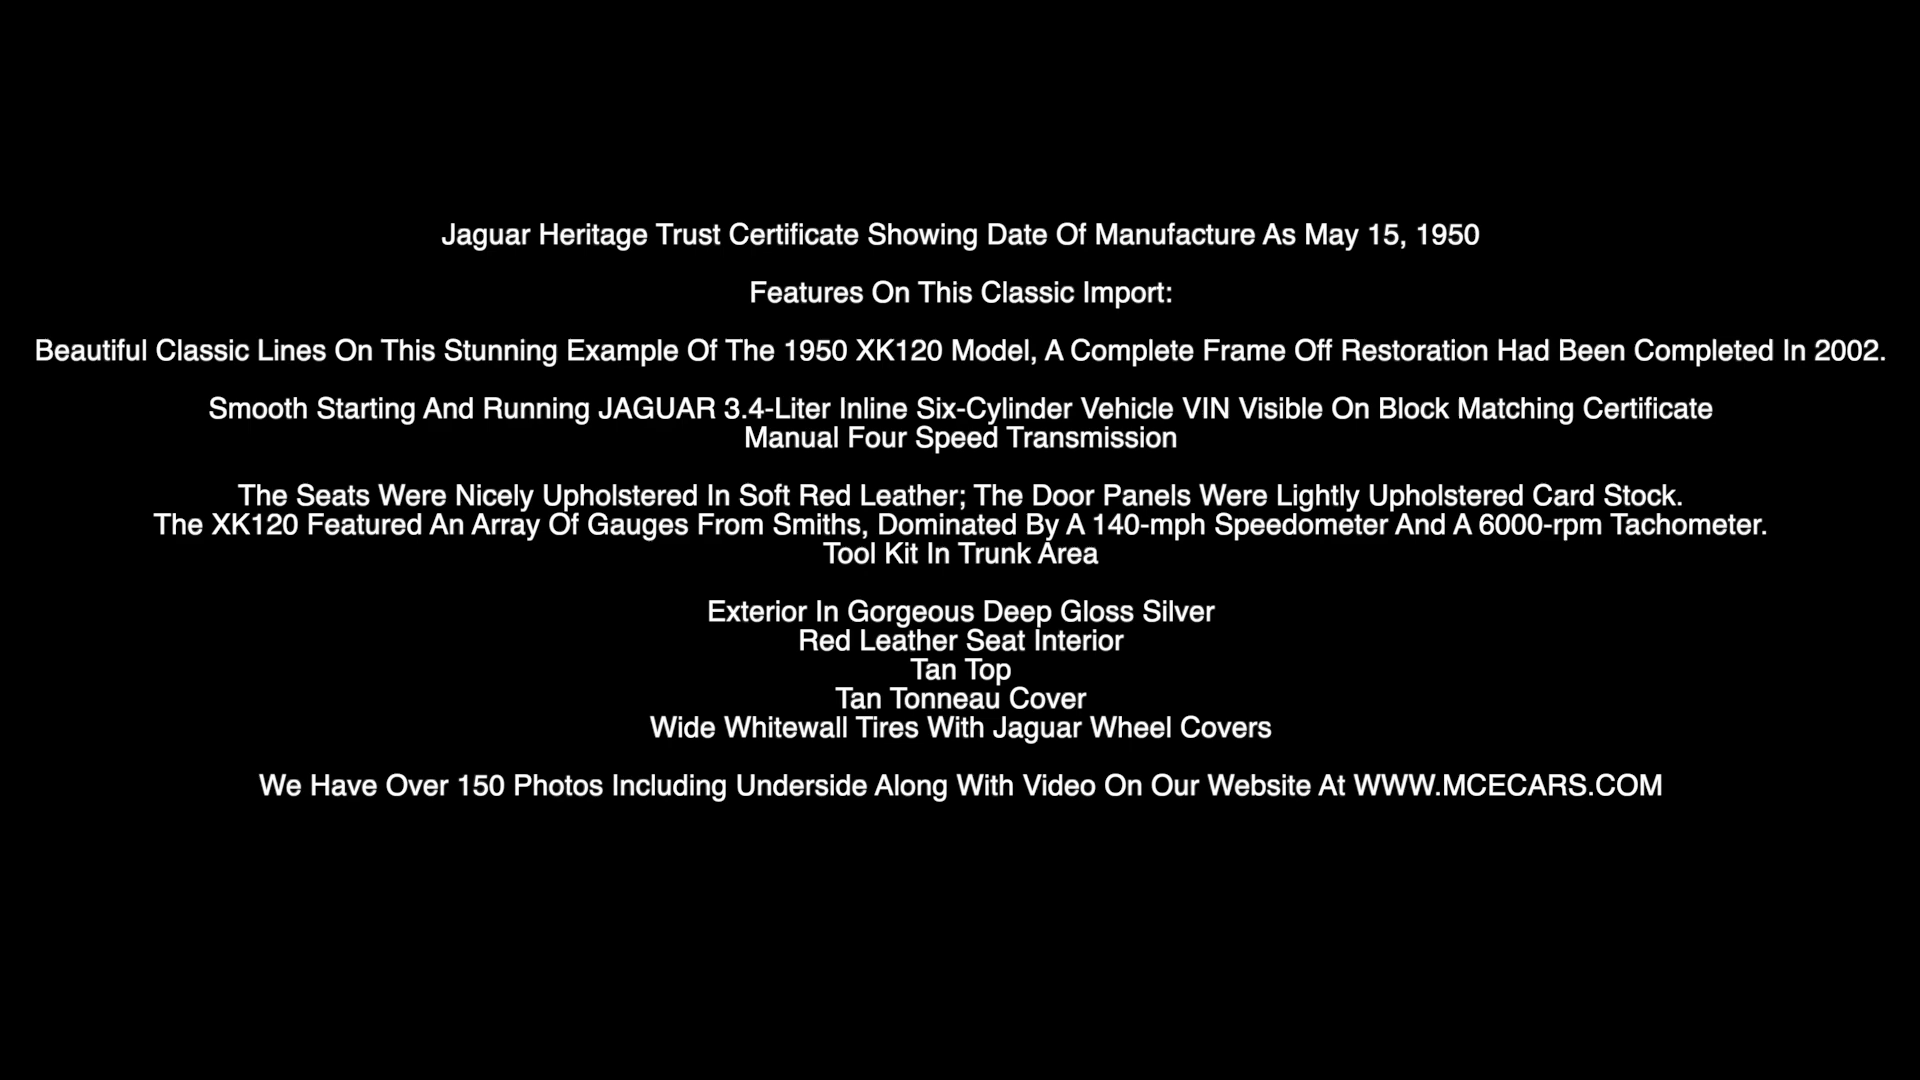 Jaguar Heritage Trust Certificate Showing Date Of Manufacture As May 15, 1950
Features On This Classic Import:
Beautiful Classic Lines On This Stunning Example Of The 1950 XK120 Model, A Complete Frame Off Restoration Had Been Completed In 2002.
Smooth Starting And Running JAGUAR 3.4-Liter Inline Six-Cylinder Vehicle VIN Visible On Block Matching Certificate
Manual Four Speed Transmission
The Seats Were Nicely Upholstered In Soft Red Leather; The Door Panels Were Lightly Upholstered Card Stock.
The XK120 Featured An Array Of Gauges From Smiths, Dominated By A 140-mph Speedometer And A 6000-rpm Tachometer.
Tool Kit In Trunk Area
Exterior In Gorgeous Deep Gloss Silver
Red Leather Seat Interior
Tan Top
Tan Tonneau Cover
Wide Whitewall Tires With Jaguar Wheel Covers
We Have Over 150 Photos Including Underside Along With Video On Our Website At WWW.MCECARS.COM